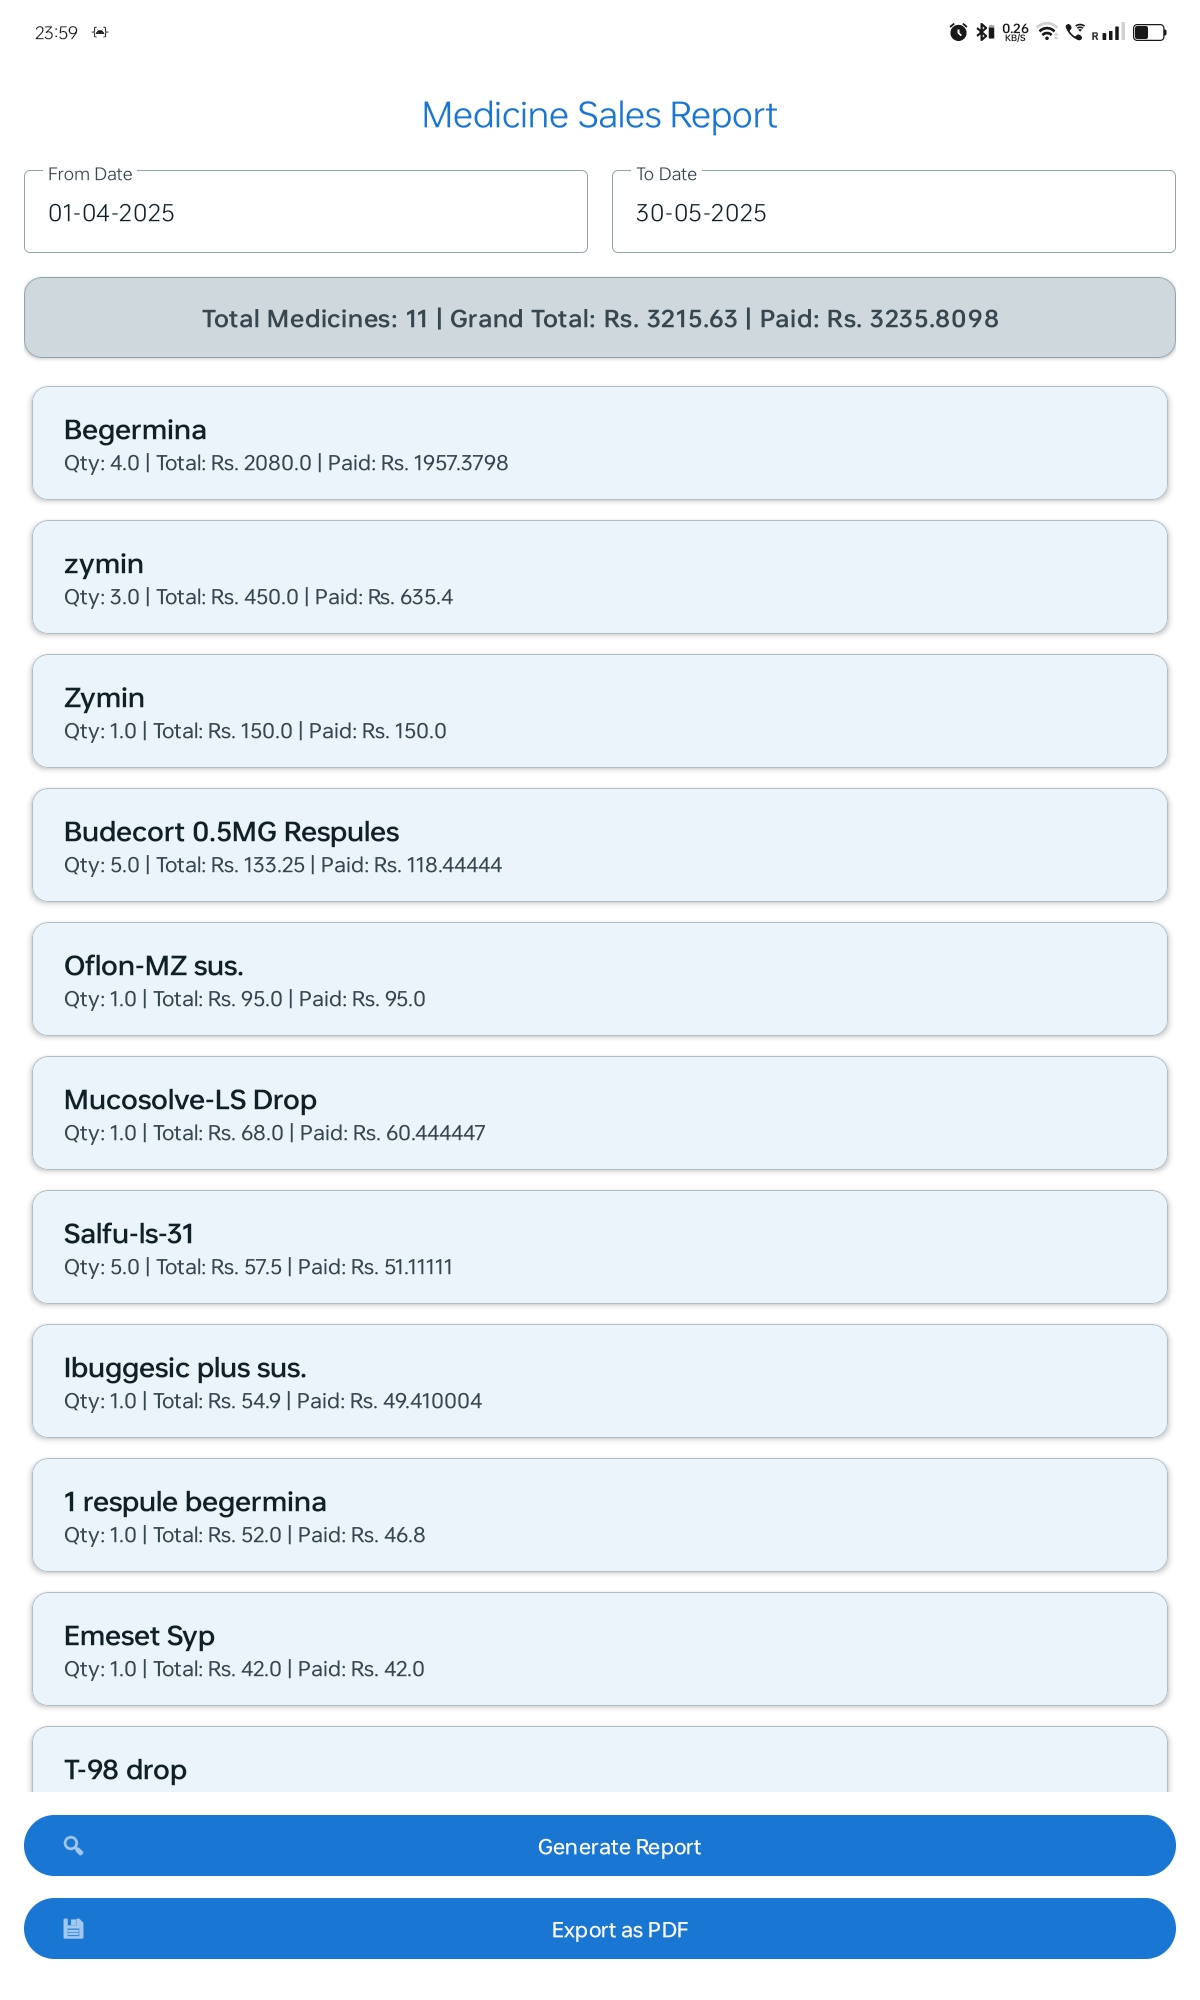 23:59
0.26
KB/S
R
Medicine Sales Report
From Date
01-04-2025
To Date
30-05-2025
Total Medicines: 11 | Grand Total: Rs. 3215.63 | Paid: Rs. 3235.8098
Begermina
Qty: 4.0 | Total: Rs. 2080.0 | Paid: Rs. 1957.3798
zymin
Qty: 3.0 | Total: Rs. 450.0 | Paid: Rs. 635.4
Zymin
Qty: 1.0 | Total: Rs. 150.0 | Paid: Rs. 150.0
Budecort 0.5MG Respules
Qty: 5.0 | Total: Rs. 133.25 | Paid: Rs. 118.44444
Oflon-MZ sus.
Qty: 1.0 | Total: Rs. 95.0 | Paid: Rs. 95.0
Mucosolve-LS Drop
Qty: 1.0 | Total: Rs. 68.0 | Paid: Rs. 60.444447
Salfu-ls-31
Qty: 5.0 | Total: Rs. 57.5 | Paid: Rs. 51.11111
Ibuggesic plus sus.
Qty: 1.0 | Total: Rs. 54.9 | Paid: Rs. 49.410004
1 respule begermina
Qty: 1.0 | Total: Rs. 52.0 | Paid: Rs. 46.8
Emeset Syp
Qty: 1.0 | Total: Rs. 42.0 | Paid: Rs. 42.0
T-98 drop
Generate Report
Export as PDF